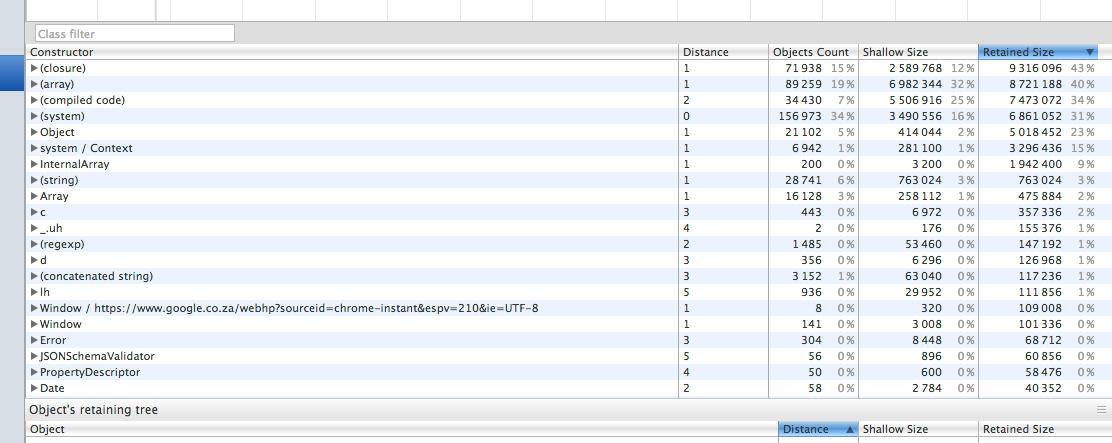 Class filter
Constructor Distance Objects Count Shallow Size Retained Size ▼
▶(closure) 1 71 938 15% 2 589 768 12% 9 316 096 43%
▶(array) 1 89 259 19% 6 982 344 32% 8 721 188 40%
▶(compiled code) 2 34 430 7% 5 506 916 25% 7 473 072 34%
▶(system) 0 156 973 34% 3 490 556 16% 6 861 052 31%
▶Object 1 21 102 5% 414 044 2% 5 018 452 23%
▶system / Context 1 6 942 1% 281 100 1% 3 296 436 15%
▶InternalArray 1 200 0% 3 200 0% 1 942 400 9%
▶(string) 1 28 741 6% 763 024 3% 763 024 3%
▶Array 1 16 128 3% 258 112 1% 475 884 2%
▶c 3 443 0% 6 972 0% 357 336 2%
▶_.uh 4 2 0% 176 0% 155 376 1%
▶(regexp) 2 1 485 0% 53 460 0% 147 192 1%
▶d 3 356 0% 6 296 0% 126 968 1%
▶(concatenated string) 3 3 152 1% 63 040 0% 117 236 1%
▶lh 5 936 0% 29 952 0% 111 856 1%
▶Window / https://www.google.co.za/webhp?sourceid=chrome-instant&espv=210&ie=UTF-8 1 8 0% 320 0% 109 008 0%
▶Window 1 141 0% 3 008 0% 101 336 0%
▶Error 3 304 0% 8 448 0% 68 712 0%
▶JSONSchemaValidator 5 56 0% 896 0% 60 856 0%
▶PropertyDescriptor 4 50 0% 600 0% 58 476 0%
▶Date 2 58 0% 2 784 0% 40 352 0%
Object's retaining tree
Object Distance ▲ Shallow Size Retained Size